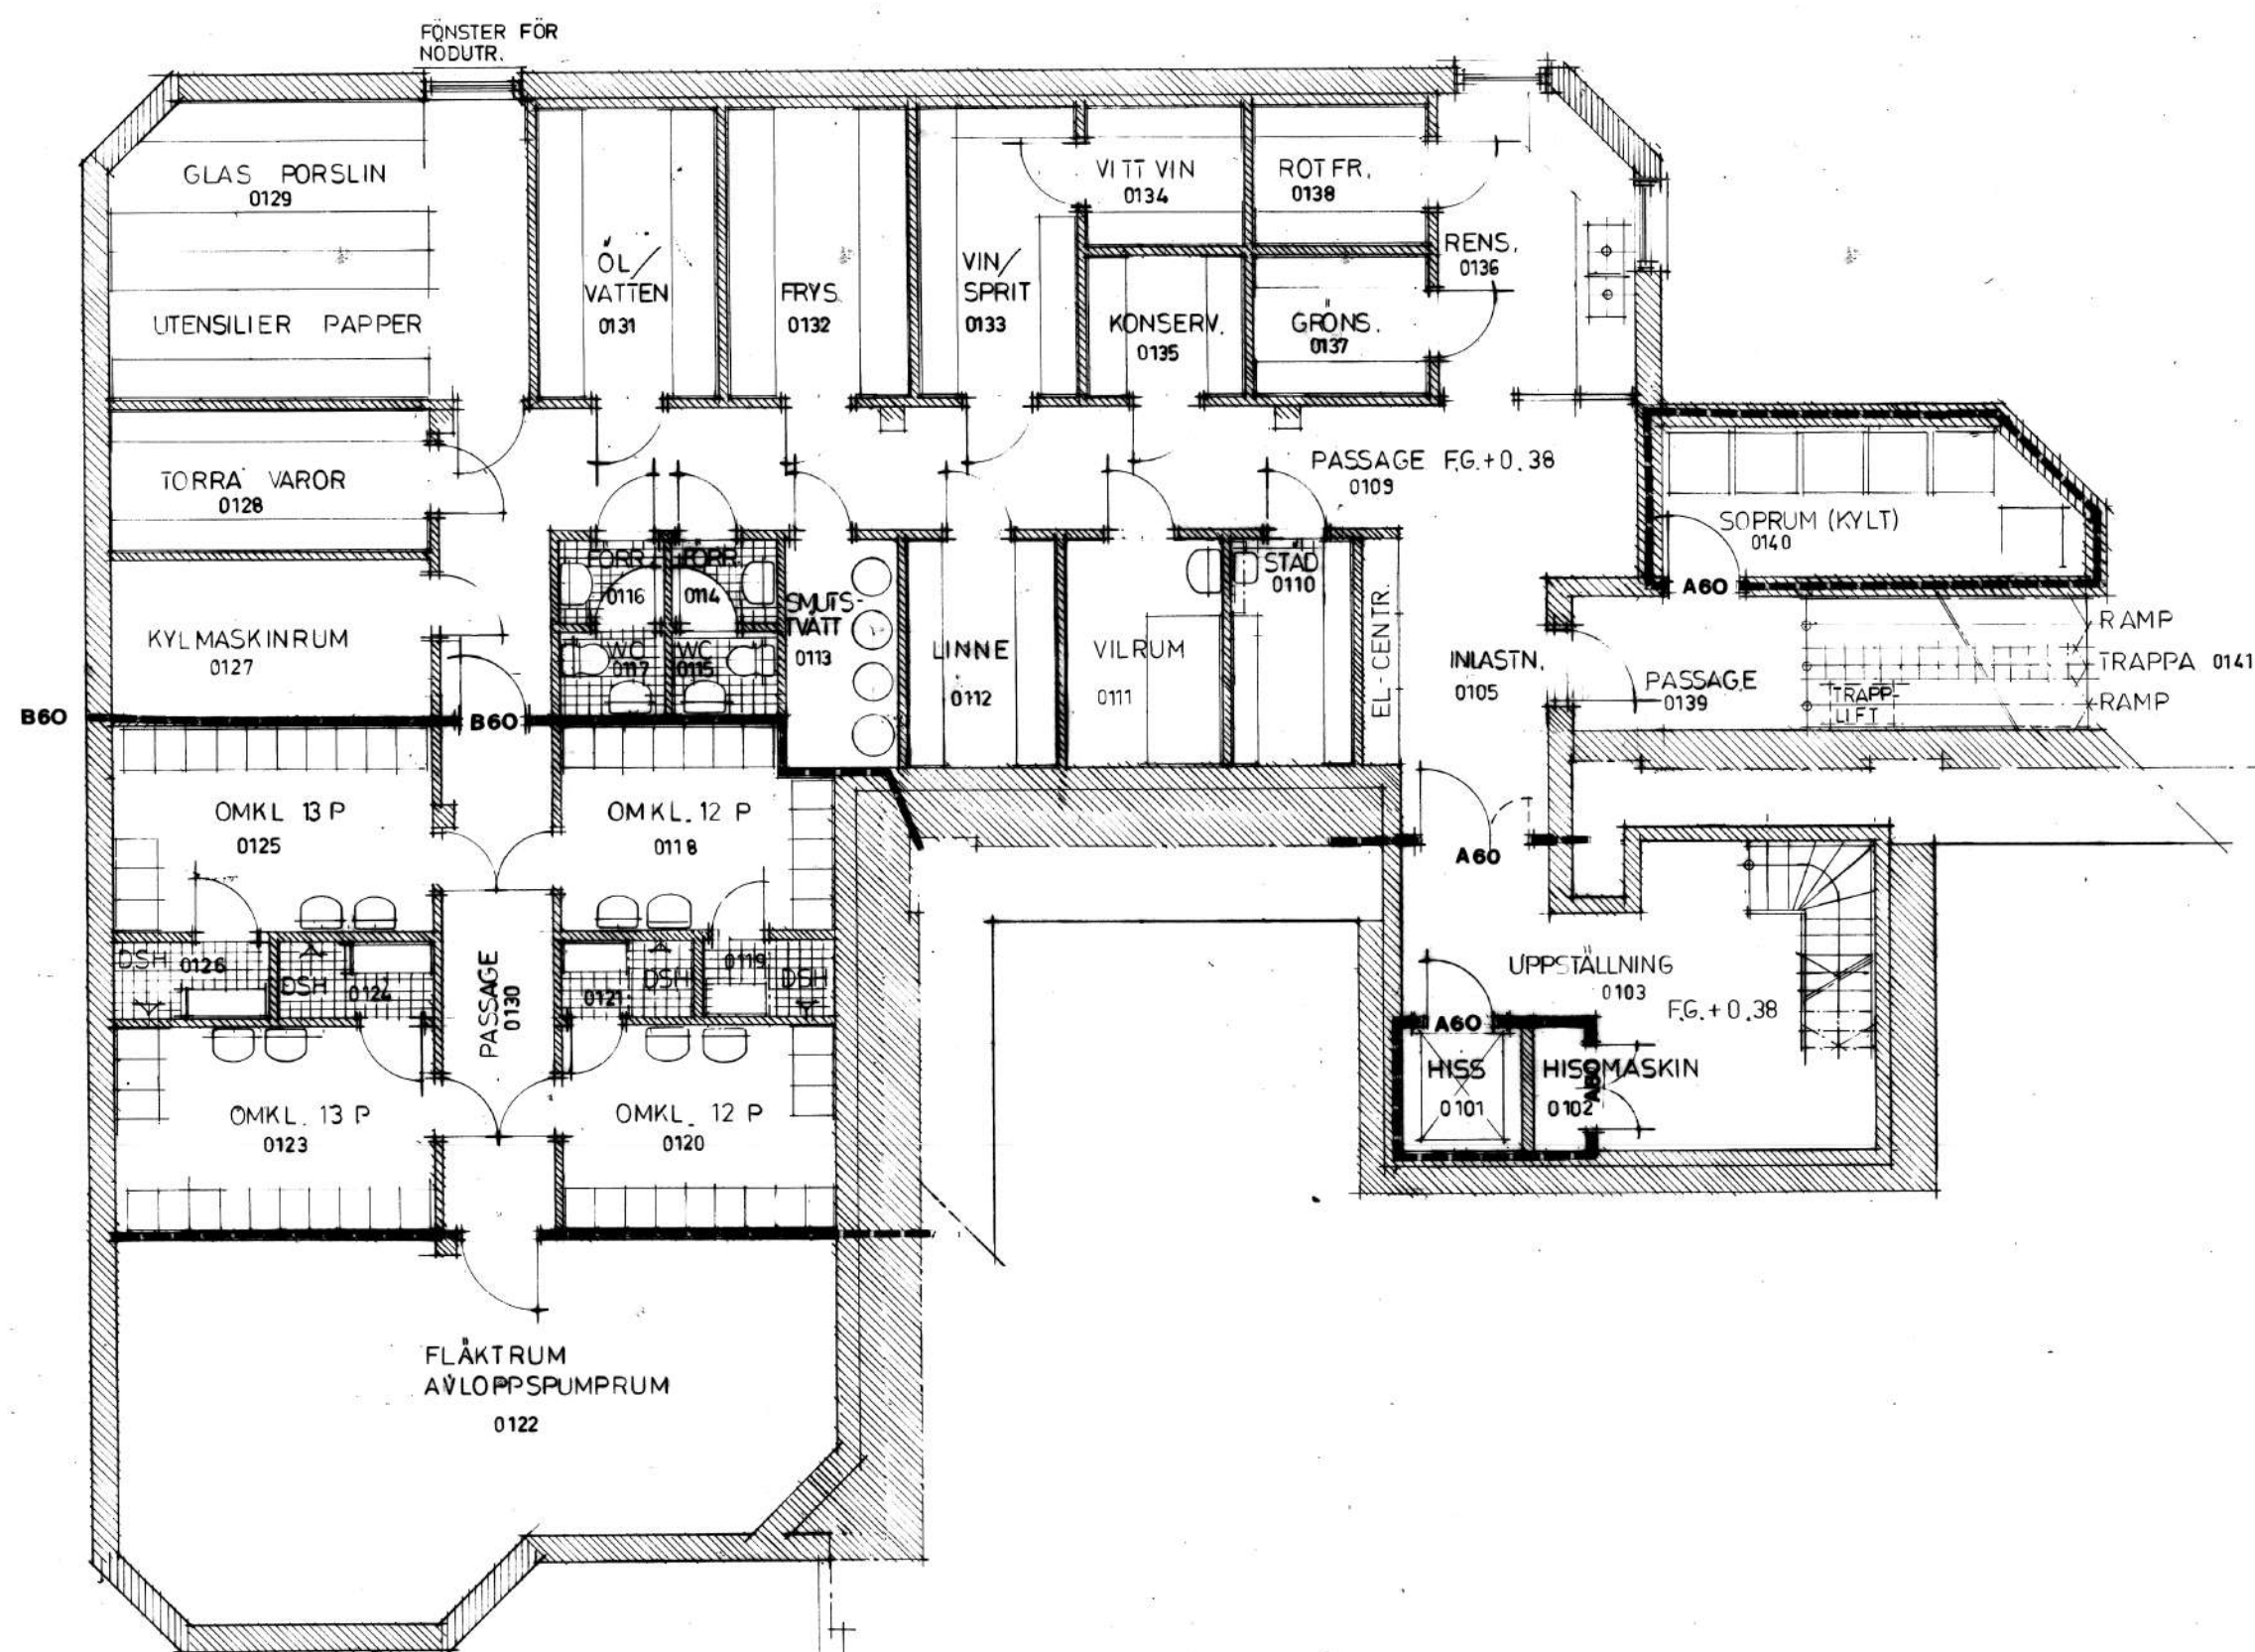 FÖNSTER FÖR
NÖDUTR.
GLAS PORSLIN
0129
UTENSILIER PAPPER
ÖL/
VATTEN
0131
FRYS
0132
VIN/
SPRIT
0133
VITT VIN
0134
ROTFR.
0138
RENS.
0136
KONSERV.
0135
GRÖNS.
0137
TORRA VAROR
0128
PASSAGE F.G.+0.38
0109
SOPRUM (KYLT)
0140
A60
KYLMASKINRUM
0127
FÖRR.
0116
FÖRR.
0114
WC
0117
WC
0115
SMUTS-
TVÄTT
0113
LINNE
0112
VILRUM
0111
STÄD
0110
EL-CENTR.
INLASTN.
0105
PASSAGE
0139
TRAPP-
LIFT
RAMP
TRAPPA 0141
RAMP
B60
B60
OMKL 13 P
0125
OMKL. 12 P
0118
A60
DSH
0126
DSH
0124
PASSAGE
0130
0121
DSH
0119
DSH
UPPSTÄLLNING
0103
F.G.+0.38
A60
HISS
0101
HISSMASKIN
0102
A60
OMKL. 13 P
0123
OMKL. 12 P
0120
FLÄKTRUM
AVLOPPSPUMPRUM
0122